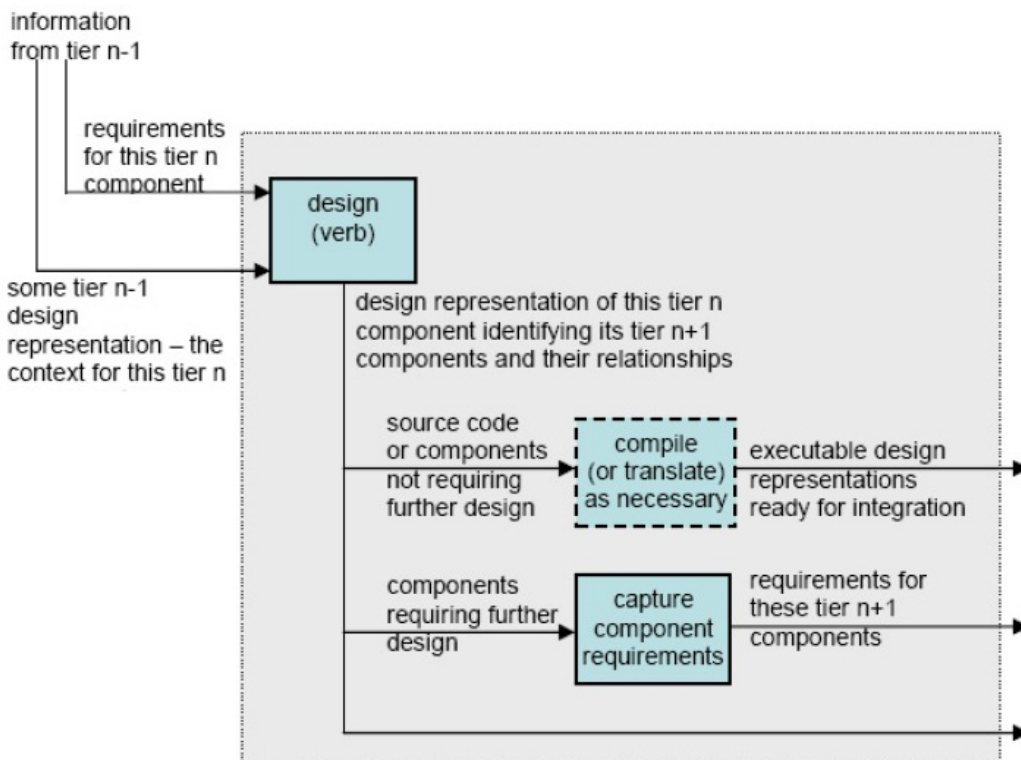 information
from tier n-1
requirements
for this tier n
component
design
(verb)
some tier n-1
design
representation – the
context for this tier n
design representation of this tier n
component identifying its tier n+1
components and their relationships
source code
or components
not requiring
further design
compile
(or translate)
as necessary
executable design
representations
ready for integration
components
requiring further
design
capture
component
requirements
requirements for
these tier n+1
components